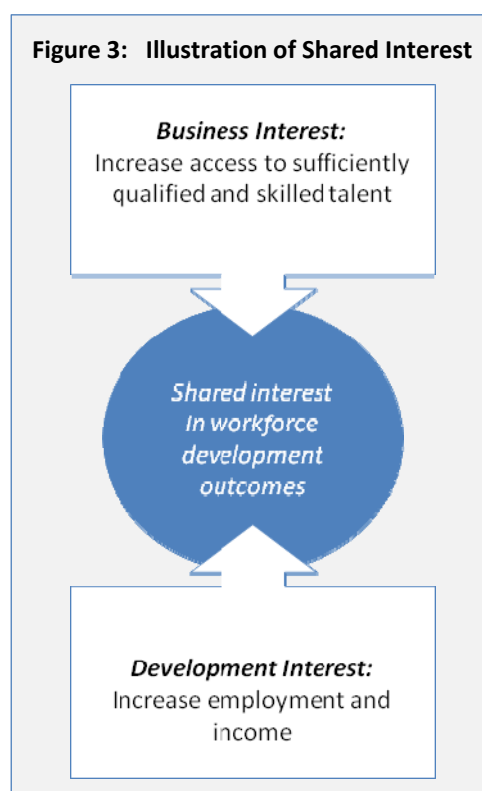 Figure 3: Illustration of Shared Interest
Business Interest:
Increase access to sufficiently
qualified and skilled talent
Shared interest
In workforce
development
outcomes
Development Interest:
Increase employment and
income